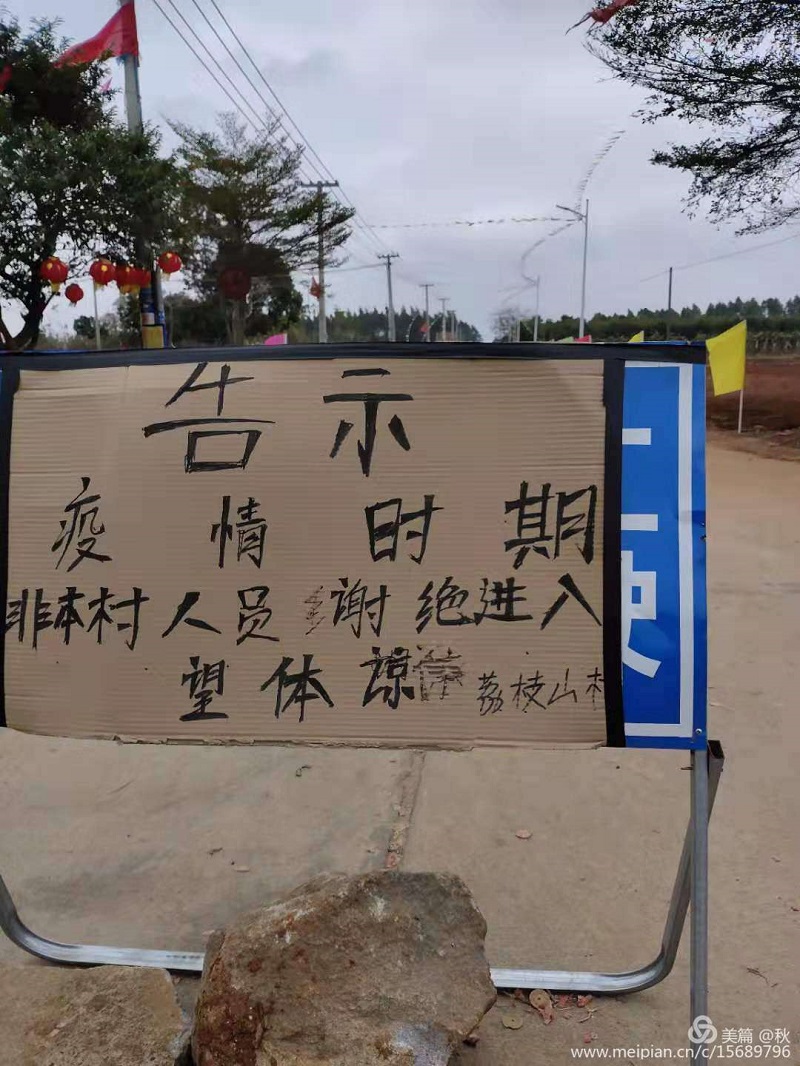 告示
疫情时期
非本村人员谢绝进入
望体谅
荔枝山村
美篇 @秋
www.meipian.cn/c/15689796